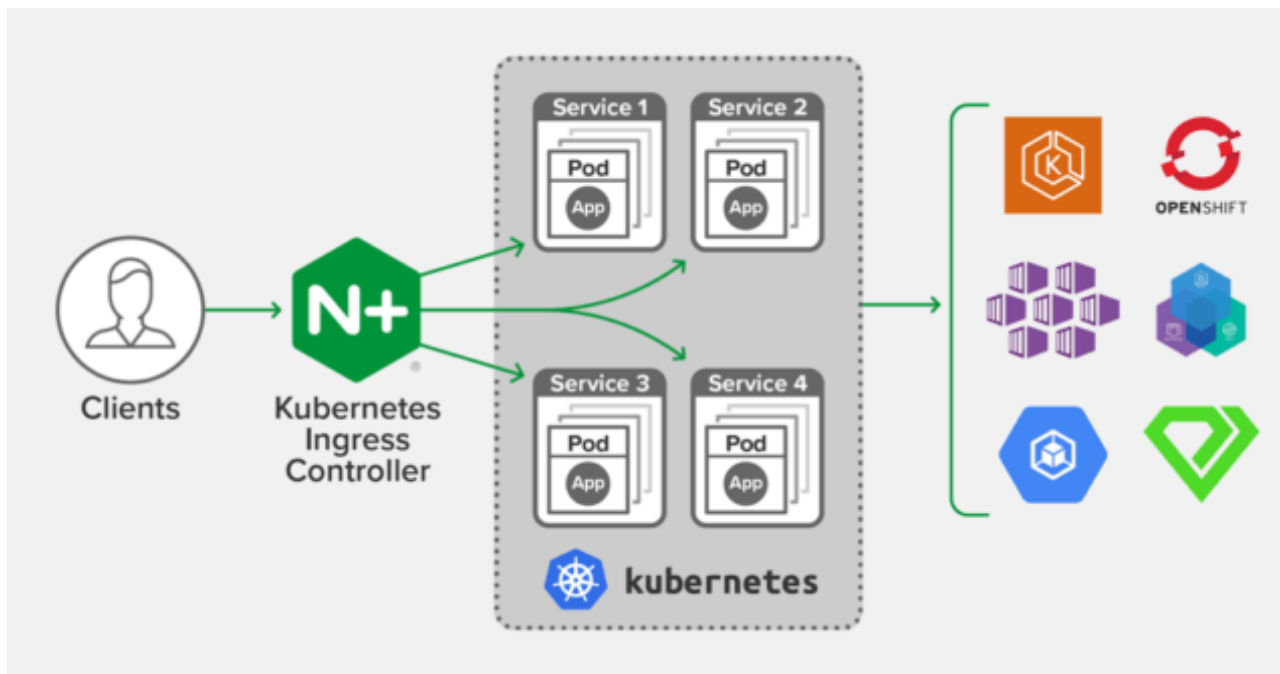 Clients
N+
®
Kubernetes
Ingress
Controller
Service 1
Pod
App
Service 2
Pod
App
Service 3
Pod
App
Service 4
Pod
App
kubernetes
K
OPENSHIFT